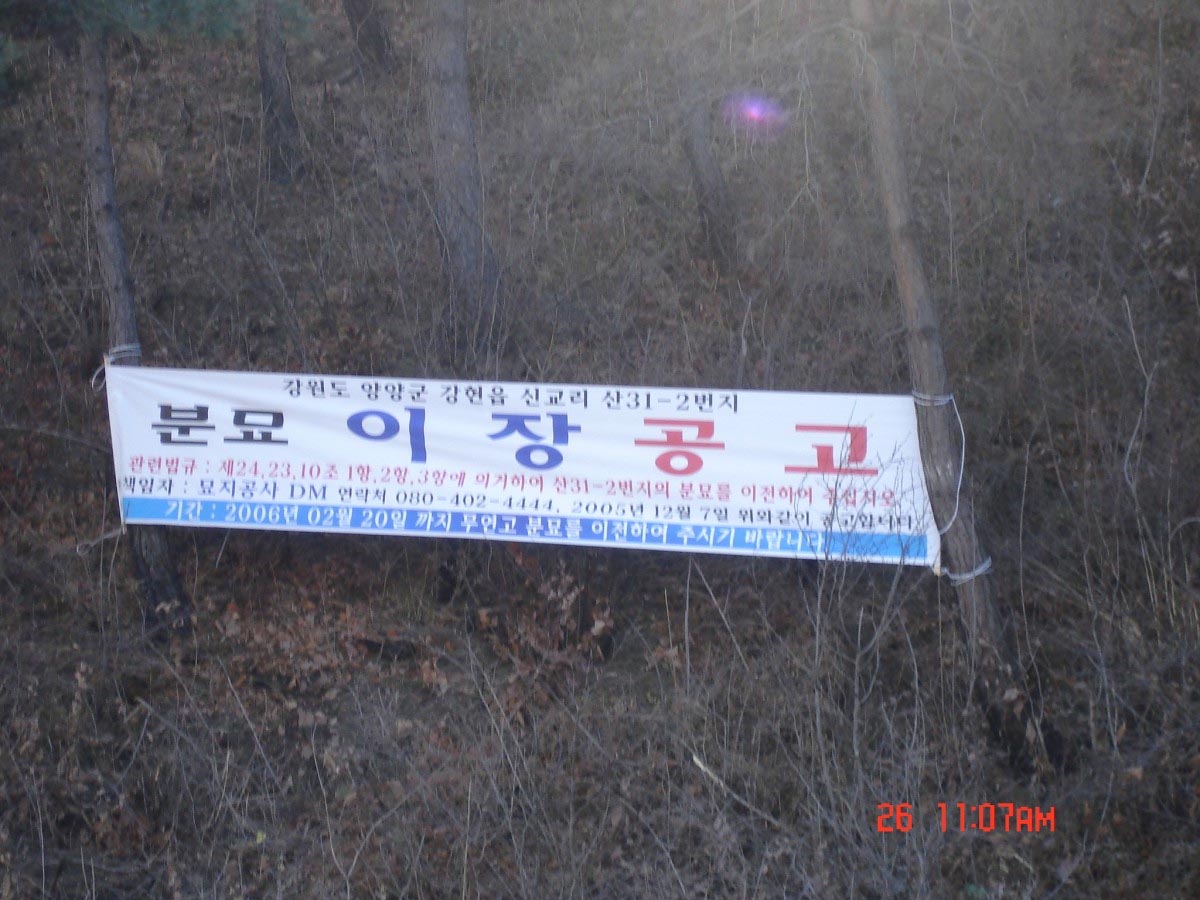 강원도 양양군 강현읍 신교리 산31-2번지
분묘 이 장 공 고
관련법규 : 제24,23,10조 1항,2항,3항에 의거하여 산31-2번지의 분묘를 이전하여 주십시오
책임자 : 묘지공사 DM 연락처 080-402-4444, 2005년 12월 7일 위와같이 공고합니다
기간 : 2006년 02월 20일 까지 무연고 분묘를 이전하여 주시기 바랍니다
26 11:07AM